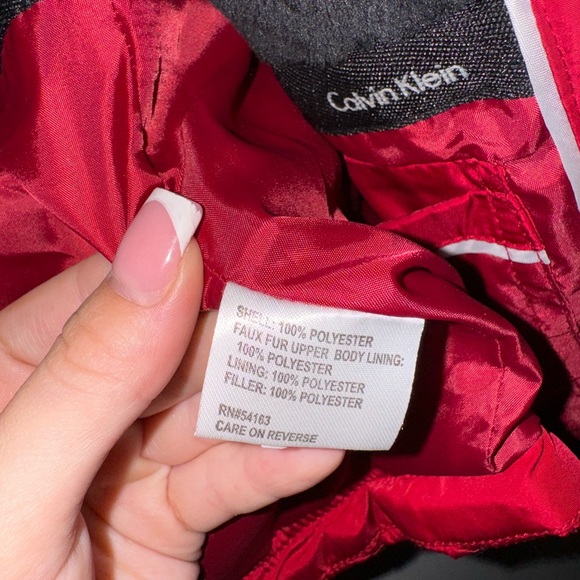 Calvin Klein
SHELL: 100% POLYESTER
FAUX FUR UPPER BODY LINING:
100% POLYESTER
LINING: 100% POLYESTER
FILLER: 100% POLYESTER
RN#54163
CARE ON REVERSE